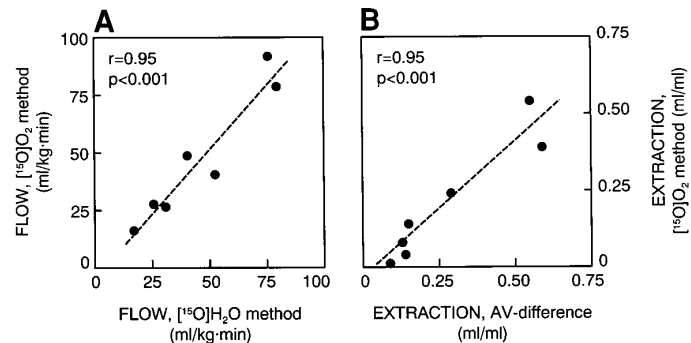 A
B
r=0.95
p<0.001
100
75
50
25
0
0
25
50
75
100
FLOW, [¹⁵O]O₂ method
(ml/kg·min)
FLOW, [¹⁵O]H₂O method
(ml/kg·min)
r=0.95
p<0.001
0.75
0.50
0.25
0
0
0.25
0.50
0.75
EXTRACTION,
[¹⁵O]O₂ method (ml/ml)
EXTRACTION, AV-difference
(ml/ml)